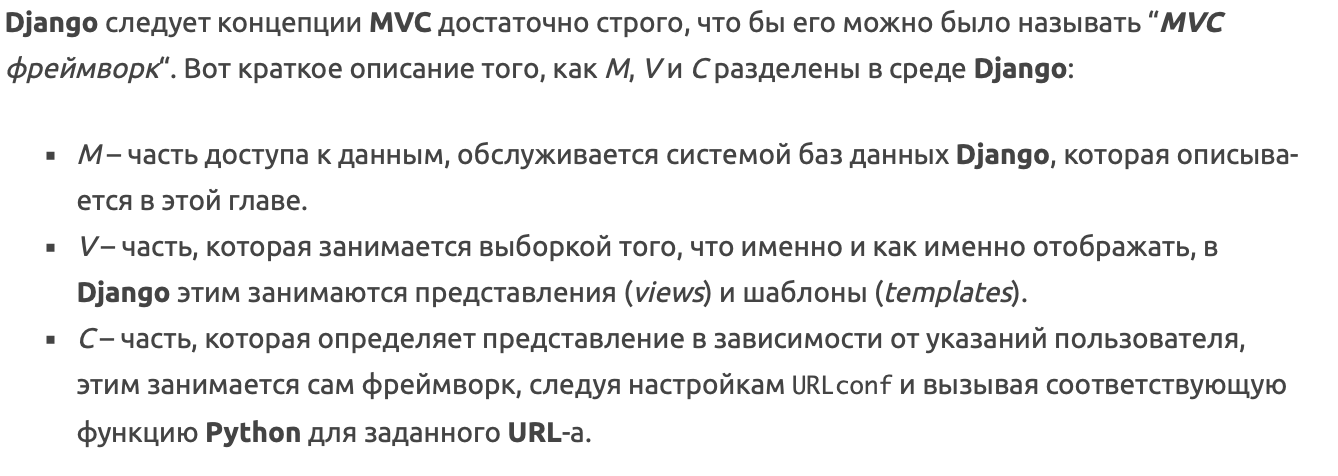 Django следует концепции MVC достаточно строго, что бы его можно было называть “MVC
фреймворк“. Вот краткое описание того, как M, V и C разделены в среде Django:
▪ M – часть доступа к данным, обслуживается системой баз данных Django, которая описыва-
ется в этой главе.
▪ V – часть, которая занимается выборкой того, что именно и как именно отображать, в
Django этим занимаются представления (views) и шаблоны (templates).
▪ C – часть, которая определяет представление в зависимости от указаний пользователя,
этим занимается сам фреймворк, следуя настройкам URLconf и вызывая соответствующую
функцию Python для заданного URL-а.